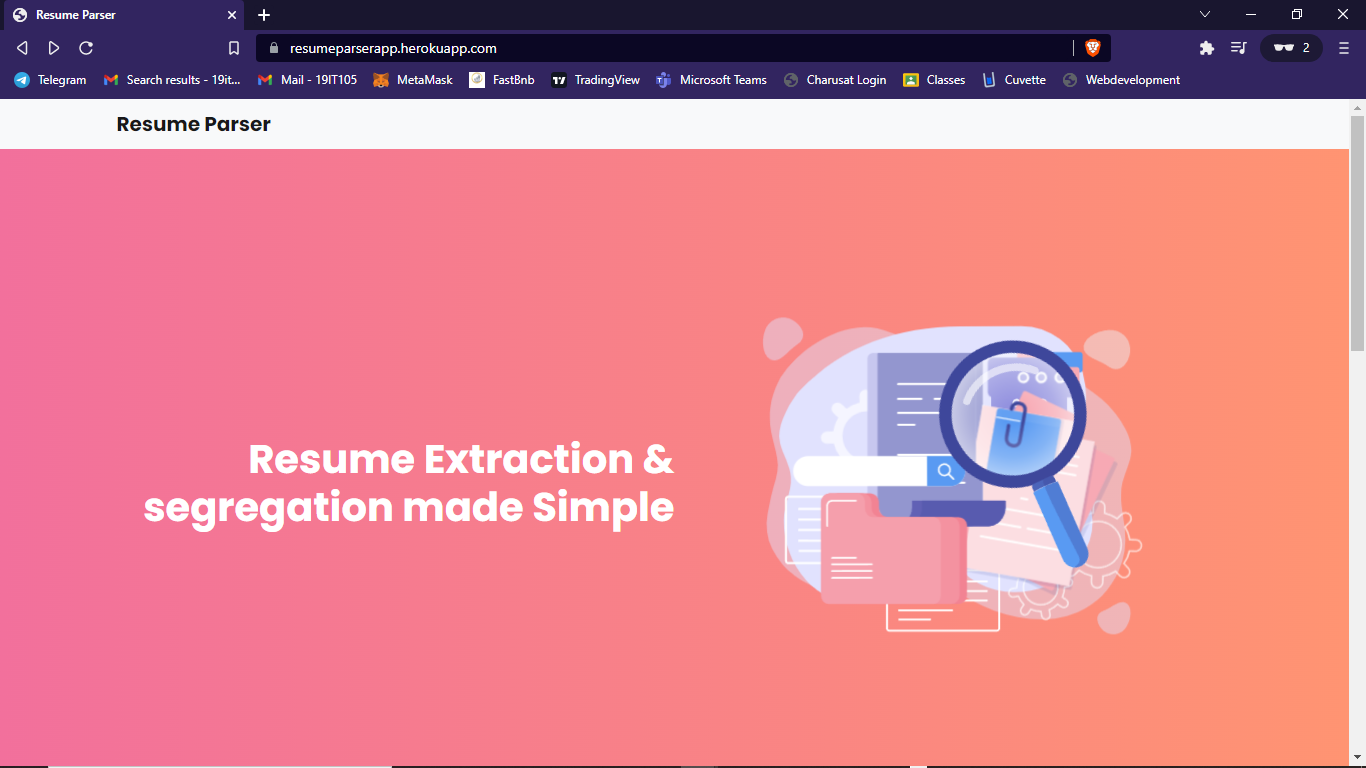 Resume Parser
resumeparserapp.herokuapp.com
2
Telegram
Search results - 19it...
Mail - 19IT105
MetaMask
FastBnb
TradingView
Microsoft Teams
Charusat Login
Classes
Cuvette
Webdevelopment
Resume Parser
Resume Extraction &
segregation made Simple